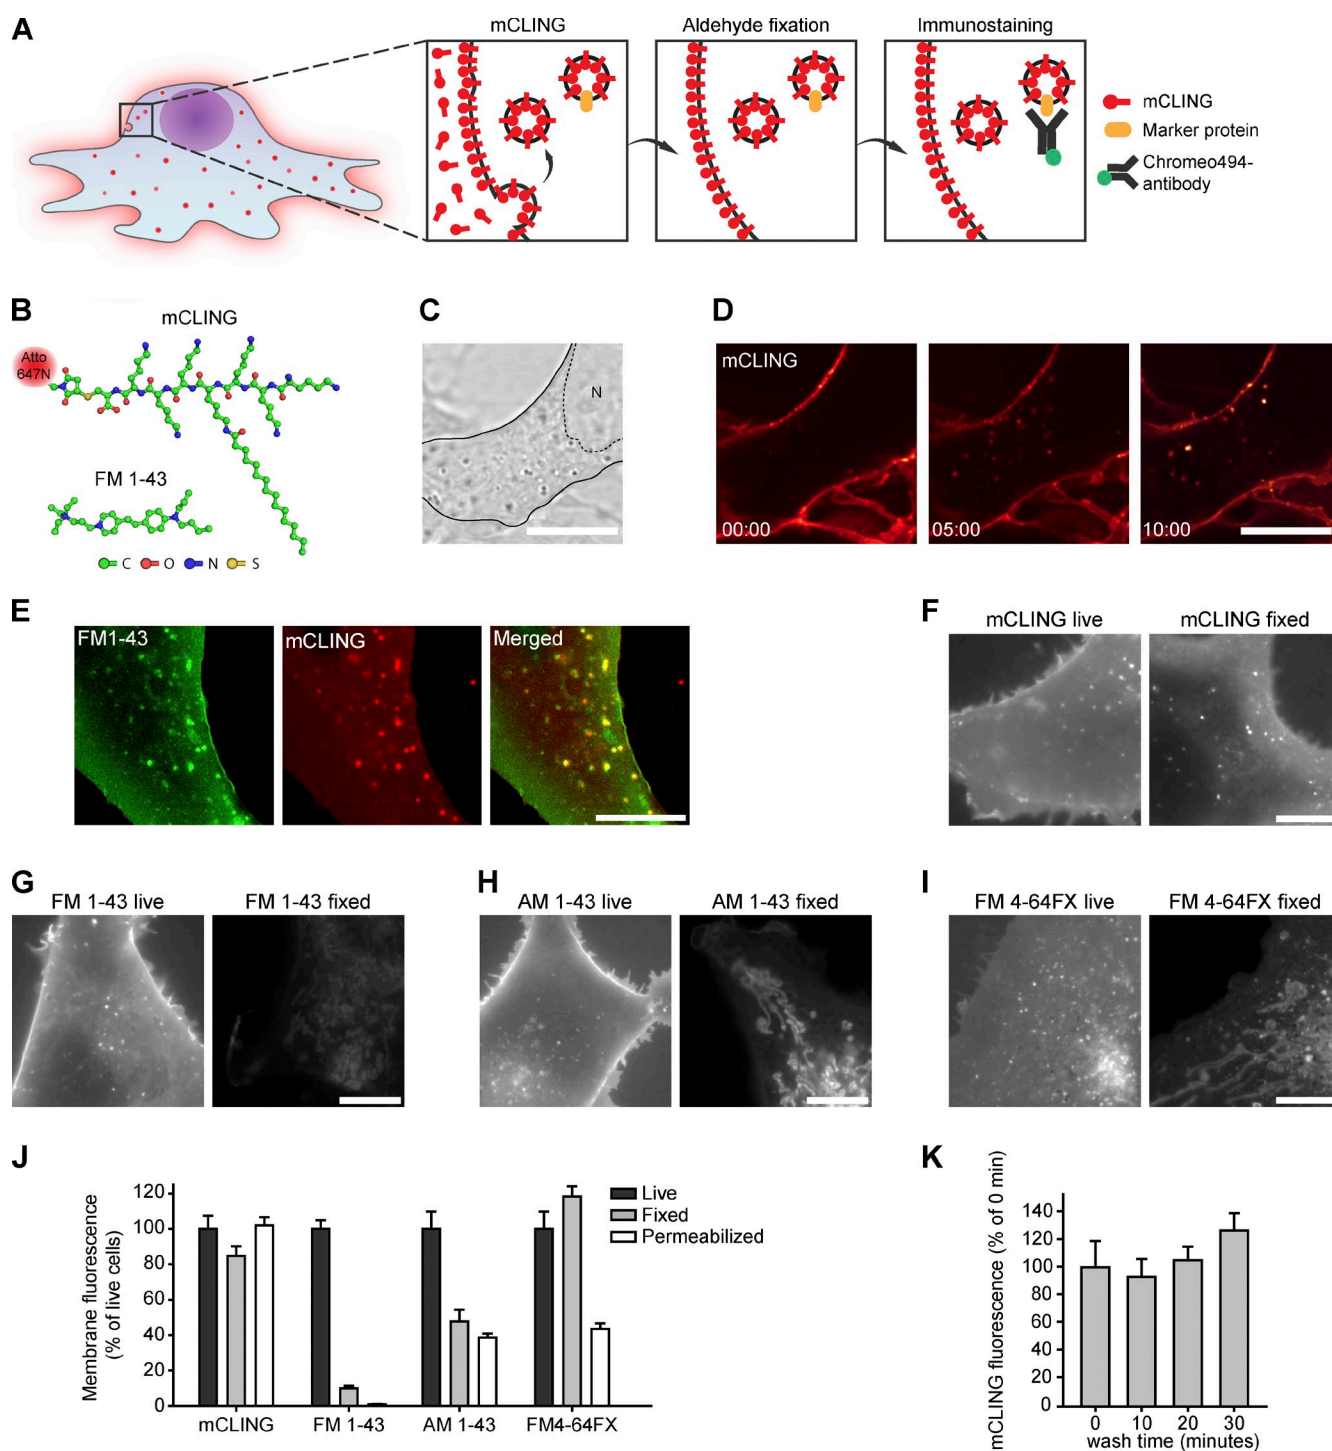 A
mCLING
Aldehyde fixation
Immunostaining
mCLING
Marker protein
Chromeo494-
antibody
B
mCLING
Atto
647N
FM 1-43
C O N S
C
N
D
mCLING
00:00
05:00
10:00
E
FM1-43
mCLING
Merged
F
mCLING live
mCLING fixed
G
FM 1-43 live
FM 1-43 fixed
H
AM 1-43 live
AM 1-43 fixed
I
FM 4-64FX live
FM 4-64FX fixed
J
Membrane fluorescence
(% of live cells)
120
100
80
60
40
20
0
mCLING
FM 1-43
AM 1-43
FM4-64FX
Live
Fixed
Permeabilized
K
mCLING fluorescence (% of 0 min)
140
120
100
80
60
40
20
0
0 10 20 30
wash time (minutes)